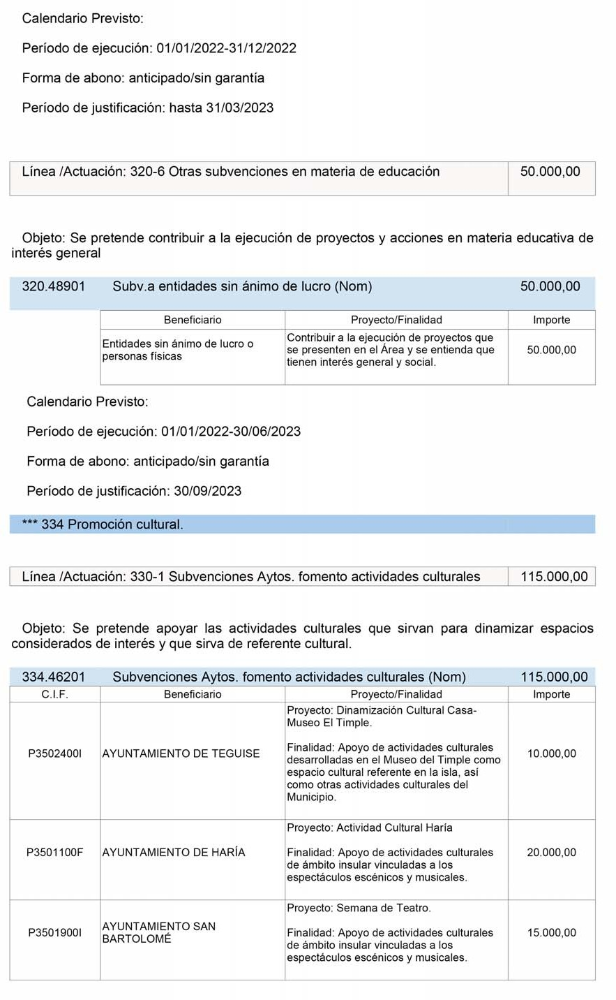 Calendario Previsto:
Período de ejecución: 01/01/2022-31/12/2022
Forma de abono: anticipado/sin garantía
Período de justificación: hasta 31/03/2023
Línea /Actuación: 320-6 Otras subvenciones en materia de educación 50.000,00
Objeto: Se pretende contribuir a la ejecución de proyectos y acciones en materia educativa de
interés general
320.48901 Subv.a entidades sin ánimo de lucro (Nom) 50.000,00
Beneficiario Proyecto/Finalidad Importe
Entidades sin ánimo de lucro o
personas físicas
Contribuir a la ejecución de proyectos que
se presenten en el Área y se entienda que
tienen interés general y social.
50.000,00
Calendario Previsto:
Período de ejecución: 01/01/2022-30/06/2023
Forma de abono: anticipado/sin garantía
Período de justificación: 30/09/2023
*** 334 Promoción cultural.
Línea /Actuación: 330-1 Subvenciones Aytos. fomento actividades culturales 115.000,00
Objeto: Se pretende apoyar las actividades culturales que sirvan para dinamizar espacios
considerados de interés y que sirva de referente cultural.
334.46201 Subvenciones Aytos. fomento actividades culturales (Nom) 115.000,00
C.I.F. Beneficiario Proyecto/Finalidad Importe
P3502400I
AYUNTAMIENTO DE TEGUISE
Proyecto: Dinamización Cultural Casa-
Museo El Timple.
Finalidad: Apoyo de actividades culturales
desarrolladas en el Museo del Timple como
espacio cultural referente en la isla, así
como otras actividades culturales del
Municipio.
10.000,00
P3501100F
AYUNTAMIENTO DE HARÍA
Proyecto: Actividad Cultural Haría
Finalidad: Apoyo de actividades culturales
de ámbito insular vinculadas a los
espectáculos escénicos y musicales.
20.000,00
P3501900I
AYUNTAMIENTO SAN
BARTOLOMÉ
Proyecto: Semana de Teatro.
Finalidad: Apoyo de actividades culturales
de ámbito insular vinculadas a los
espectáculos escénicos y musicales.
15.000,00